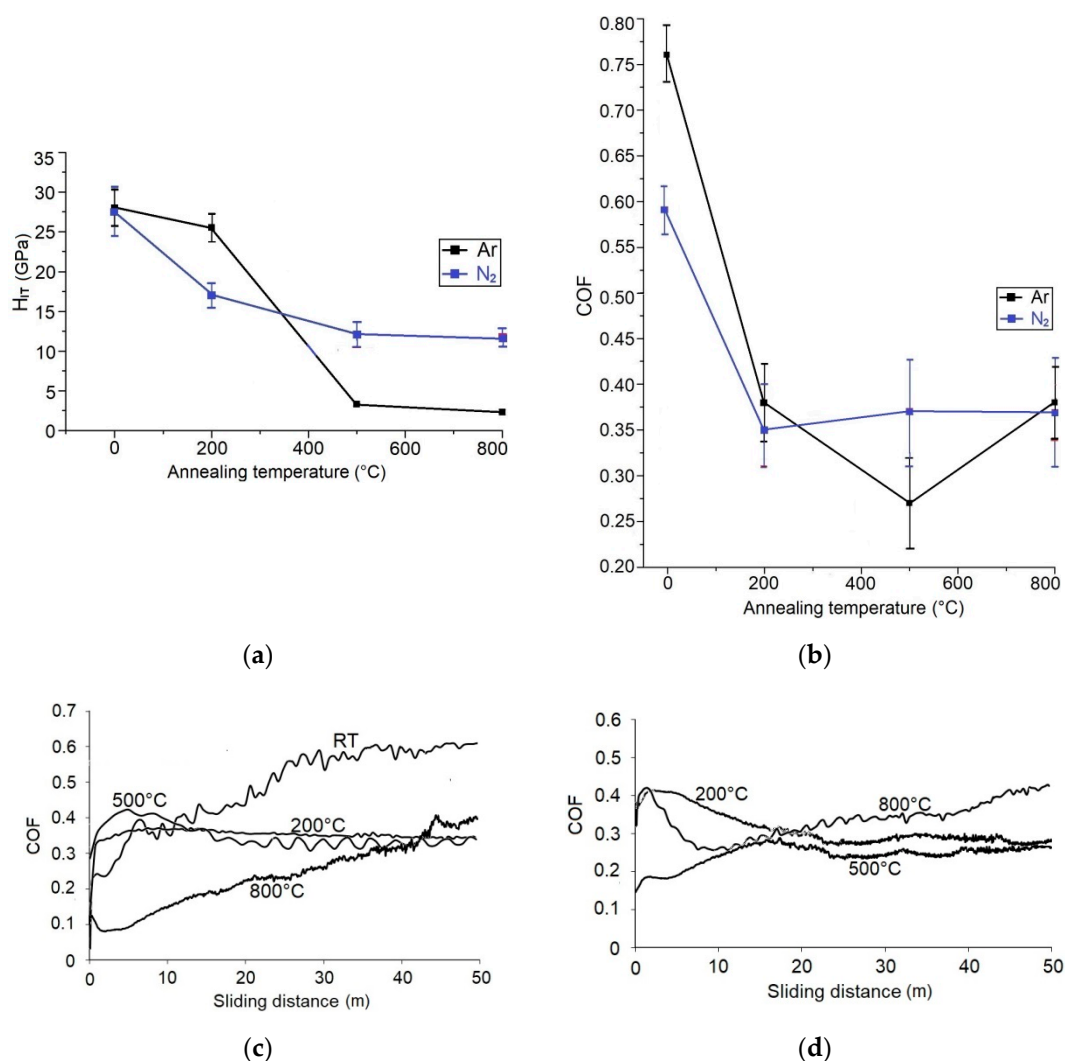 35
30
25
20
15
10
5
0
H_IT (GPa)
0 200 400 600 800
Annealing temperature (°C)
Ar
N₂
(a)
0.80
0.75
0.70
0.65
0.60
0.55
0.50
0.45
0.40
0.35
0.30
0.25
0.20
COF
0 200 400 600 800
Annealing temperature (°C)
Ar
N₂
(b)
0.7
0.6
0.5
0.4
0.3
0.2
0.1
0
COF
RT
500°C
200°C
800°C
0 10 20 30 40 50
Sliding distance (m)
(c)
0.6
0.5
0.4
0.3
0.2
0.1
0
COF
200°C
800°C
500°C
0 10 20 30 40 50
Sliding distance (m)
(d)